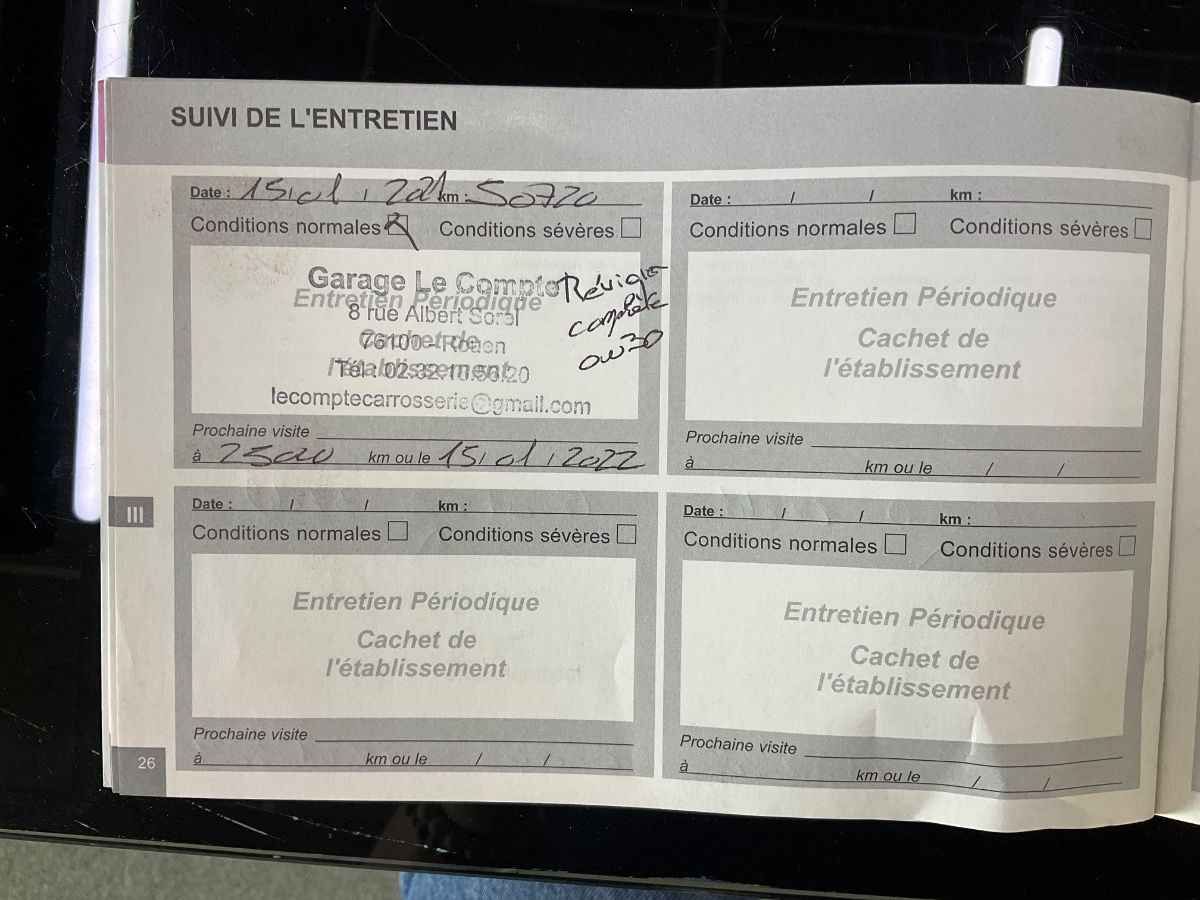 SUIVI DE L'ENTRETIEN
Date : 15/01/2021 km : 50720
Conditions normales Conditions sévères
Garage Le Compte
Entretien Périodique
8 rue Albert Sorel
Cachet de
76100 - Rouen
l'établissement
Tél : 02.32.10.56.20
lecomptecarrosserie@gmail.com
Révision
complète
0w30
Prochaine visite
à km ou le 15/01/2022
Date : / / km :
Conditions normales Conditions sévères
Entretien Périodique
Cachet de
l'établissement
Prochaine visite
à km ou le / /
III
Date : / / km :
Conditions normales Conditions sévères
Entretien Périodique
Cachet de
l'établissement
Prochaine visite
à km ou le / /
Date : / / km :
Conditions normales Conditions sévères
Entretien Périodique
Cachet de
l'établissement
Prochaine visite
à km ou le / /
26